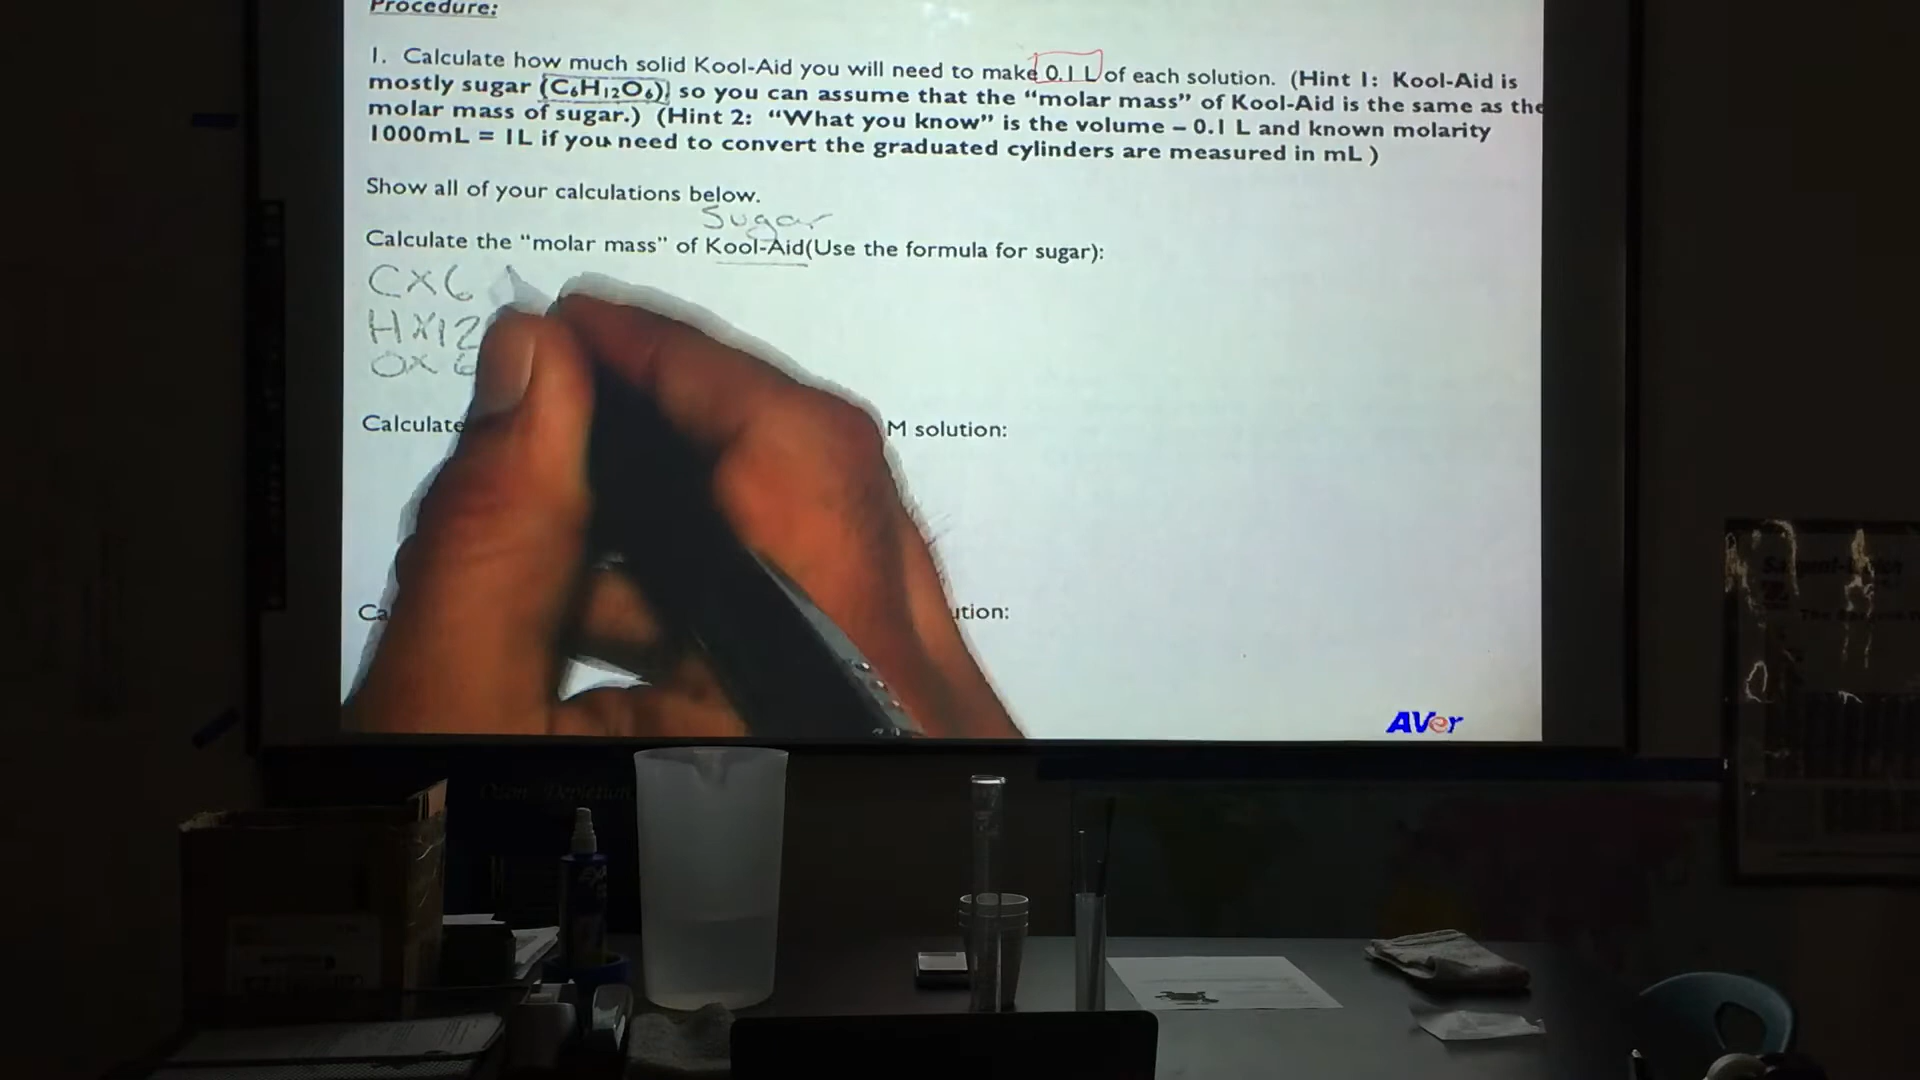 Procedure:
1. Calculate how much solid Kool-Aid you will need to make 0.1 L of each solution. (Hint 1: Kool-Aid is
mostly sugar (C₆H₁₂O₆) so you can assume that the “molar mass” of Kool-Aid is the same as the
molar mass of sugar.) (Hint 2: “What you know” is the volume – 0.1 L and known molarity
1000mL = 1L if you need to convert the graduated cylinders are measured in mL )
Show all of your calculations below.
Sugar
Calculate the “molar mass” of Kool-Aid(Use the formula for sugar):
C×6
H×12
O×6
Calculate M solution:
AVer